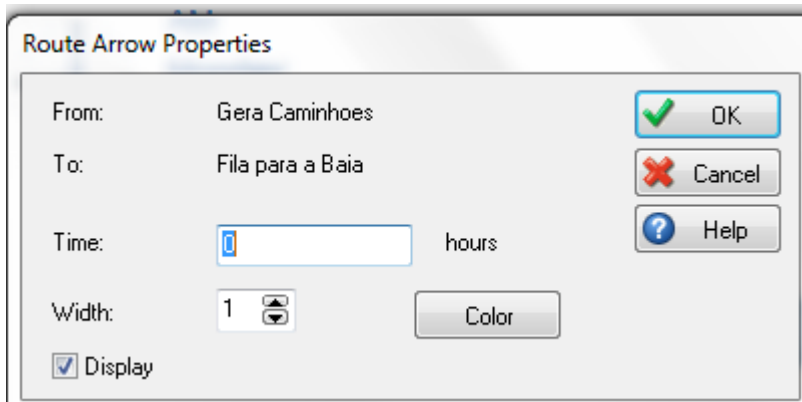 Route Arrow Properties
From: Gera Caminhoes
OK
To: Fila para a Baia
Cancel
Help
Time: 0 hours
Width: 1
Color
Display